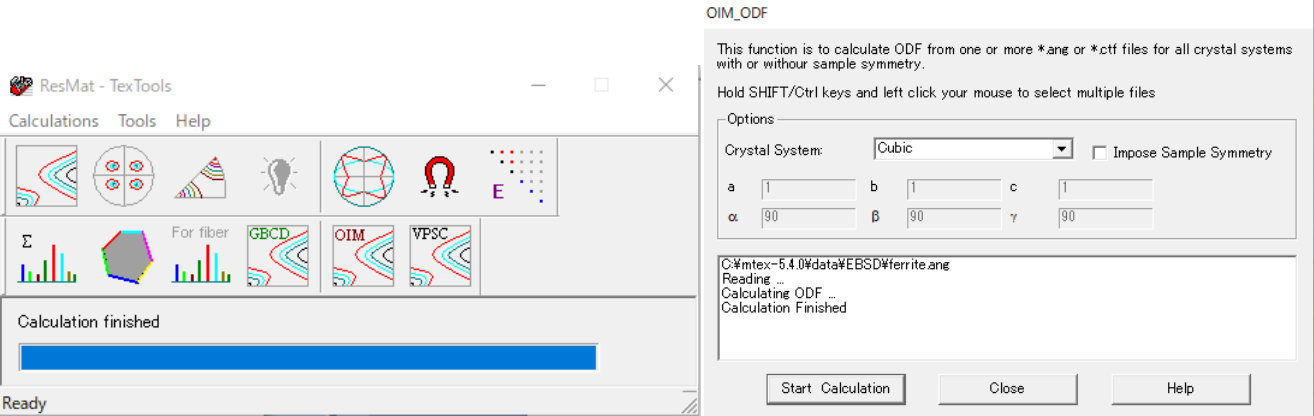 ResMat - TexTools
Calculations Tools Help
E
Σ
For fiber
GBCD
OIM
VPSC
Calculation finished
Ready
OIM_ODF
This function is to calculate ODF from one or more *.ang or *.ctf files for all crystal systems
with or withour sample symmetry.
Hold SHIFT/Ctrl keys and left click your mouse to select multiple files
Options
Crystal System: Cubic Impose Sample Symmetry
a 1 b 1 c 1
α 90 β 90 γ 90
C:¥mtex-5.4.0¥data¥EBSD¥ferrite.ang
Reading ...
Calculating ODF ...
Calculation Finished
Start Calculation Close Help